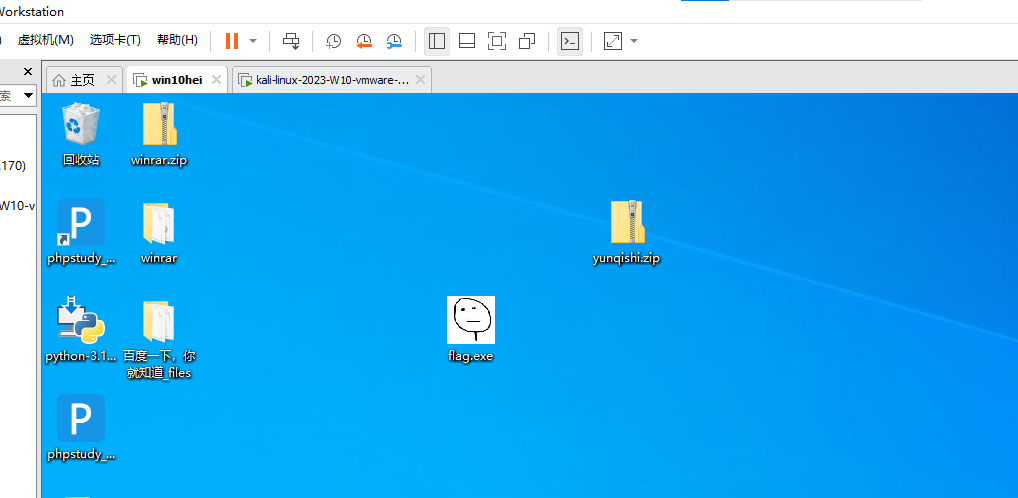 Workstation
虚拟机(M) 选项卡(T) 帮助(H)
索
主页 win10hei kali-linux-2023-W10-vmware-...
.170)
W10-v
回收站 winrar.zip
phpstudy_... winrar yunqishi.zip
python-3.1... 百度一下，你
就知道_files
flag.exe
phpstudy_...